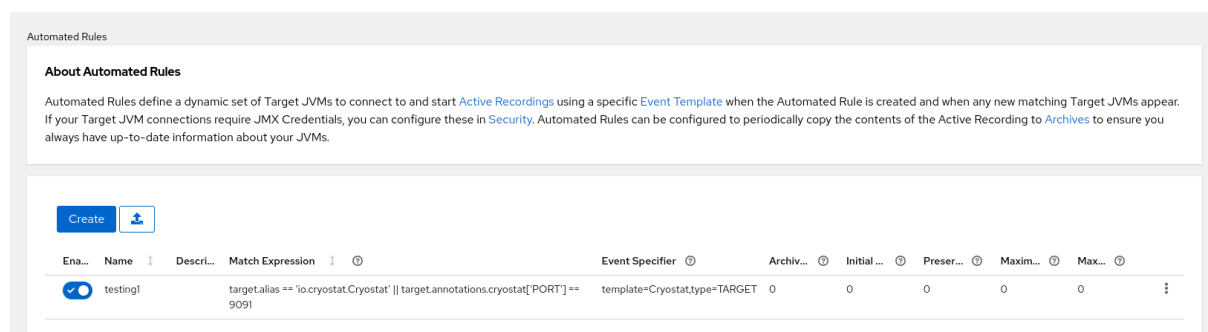 Automated Rules
About Automated Rules
Automated Rules define a dynamic set of Target JVMs to connect to and start Active Recordings using a specific Event Template when the Automated Rule is created and when any new matching Target JVMs appear.
If your Target JVM connections require JMX Credentials, you can configure these in Security. Automated Rules can be configured to periodically copy the contents of the Active Recording to Archives to ensure you
always have up-to-date information about your JVMs.
Create
Ena... Name Descri... Match Expression Event Specifier Archiv... Initial ... Preser... Maxim... Max...
testing1 target.alias == 'io.cryostat.Cryostat' || target.annotations.cryostat['PORT'] == template=Cryostat,type=TARGET 0 0 0 0 0
9091